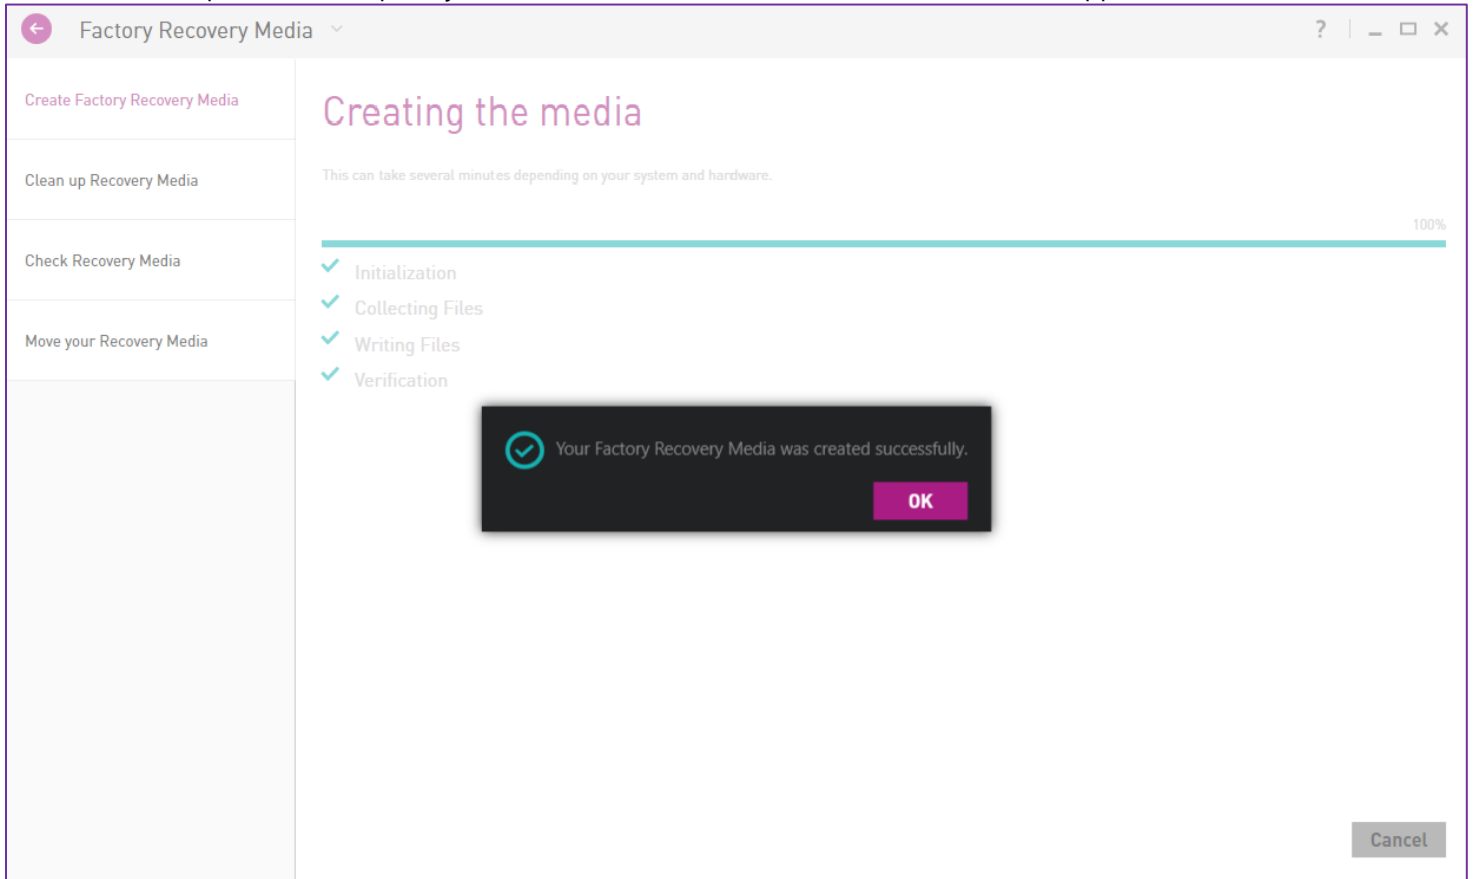 Factory Recovery Media
?
Create Factory Recovery Media
Clean up Recovery Media
Check Recovery Media
Move your Recovery Media
Creating the media
This can take several minutes depending on your system and hardware.
100%
Initialization
Collecting Files
Writing Files
Verification
Your Factory Recovery Media was created successfully.
OK
Cancel